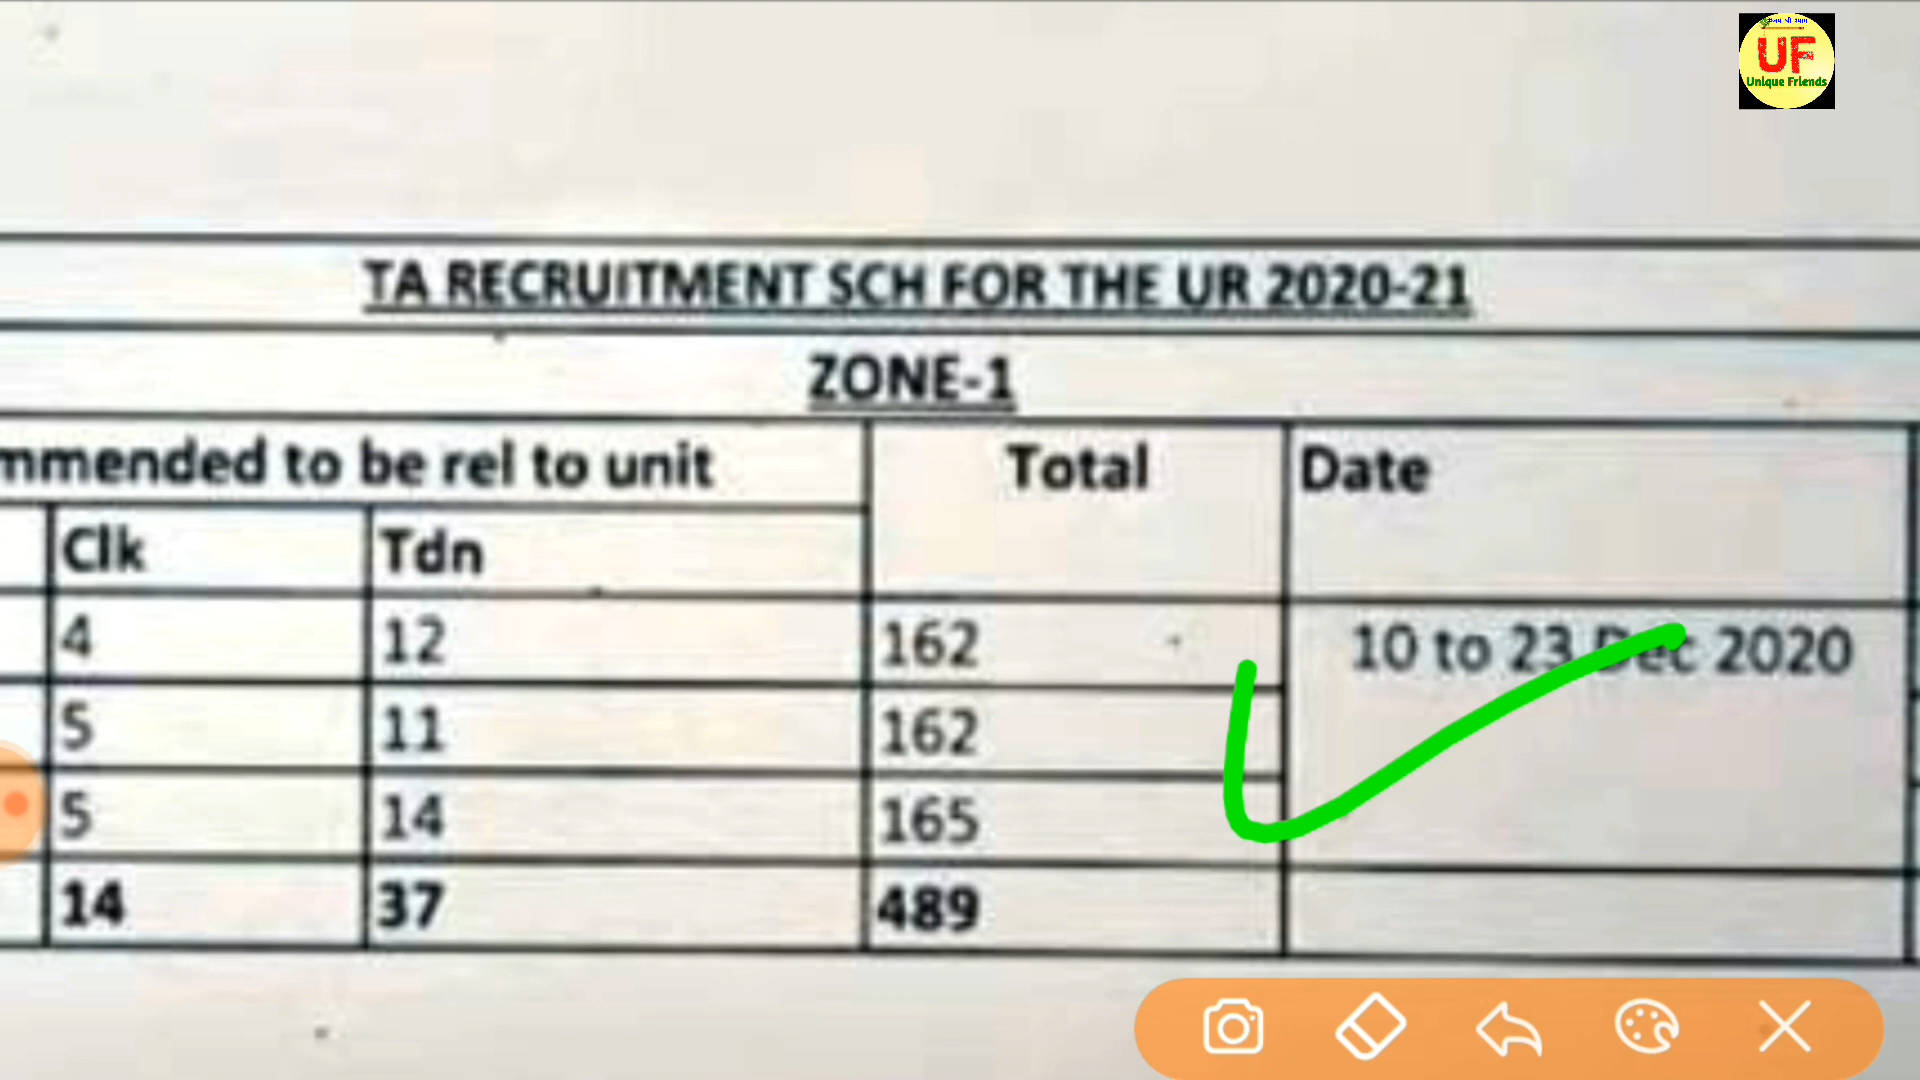 UF
Unique Friends
TA RECRUITMENT SCH FOR THE UR 2020-21
ZONE-1
mmended to be rel to unit Total Date
Clk Tdn
4 12 162 10 to 23 Dec 2020
5 11 162
5 14 165
14 37 489